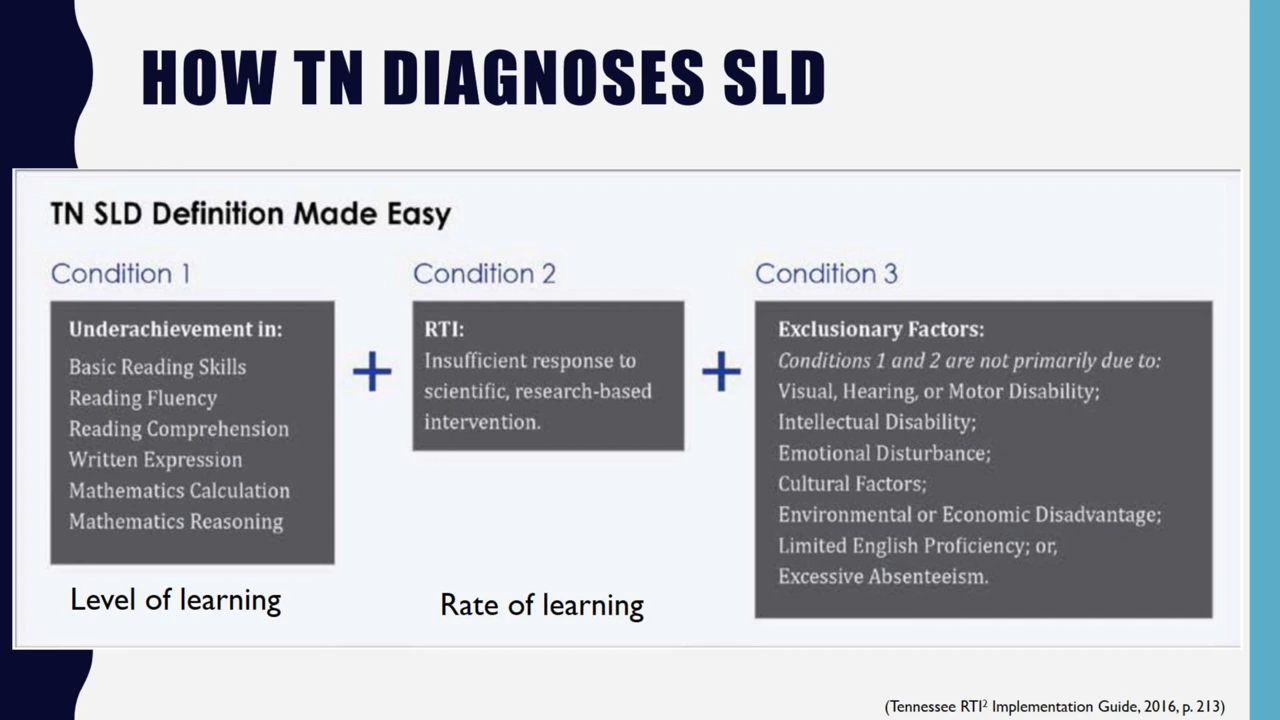 HOW TN DIAGNOSES SLD
TN SLD Definition Made Easy
Condition 1
Underachievement in:
Basic Reading Skills
Reading Fluency
Reading Comprehension
Written Expression
Mathematics Calculation
Mathematics Reasoning
Level of learning
+
Condition 2
RTI:
Insufficient response to
scientific, research-based
intervention.
Rate of learning
+
Condition 3
Exclusionary Factors:
Conditions 1 and 2 are not primarily due to:
Visual, Hearing, or Motor Disability;
Intellectual Disability;
Emotional Disturbance;
Cultural Factors;
Environmental or Economic Disadvantage;
Limited English Proficiency; or,
Excessive Absenteeism.
(Tennessee RTI² Implementation Guide, 2016, p. 213)